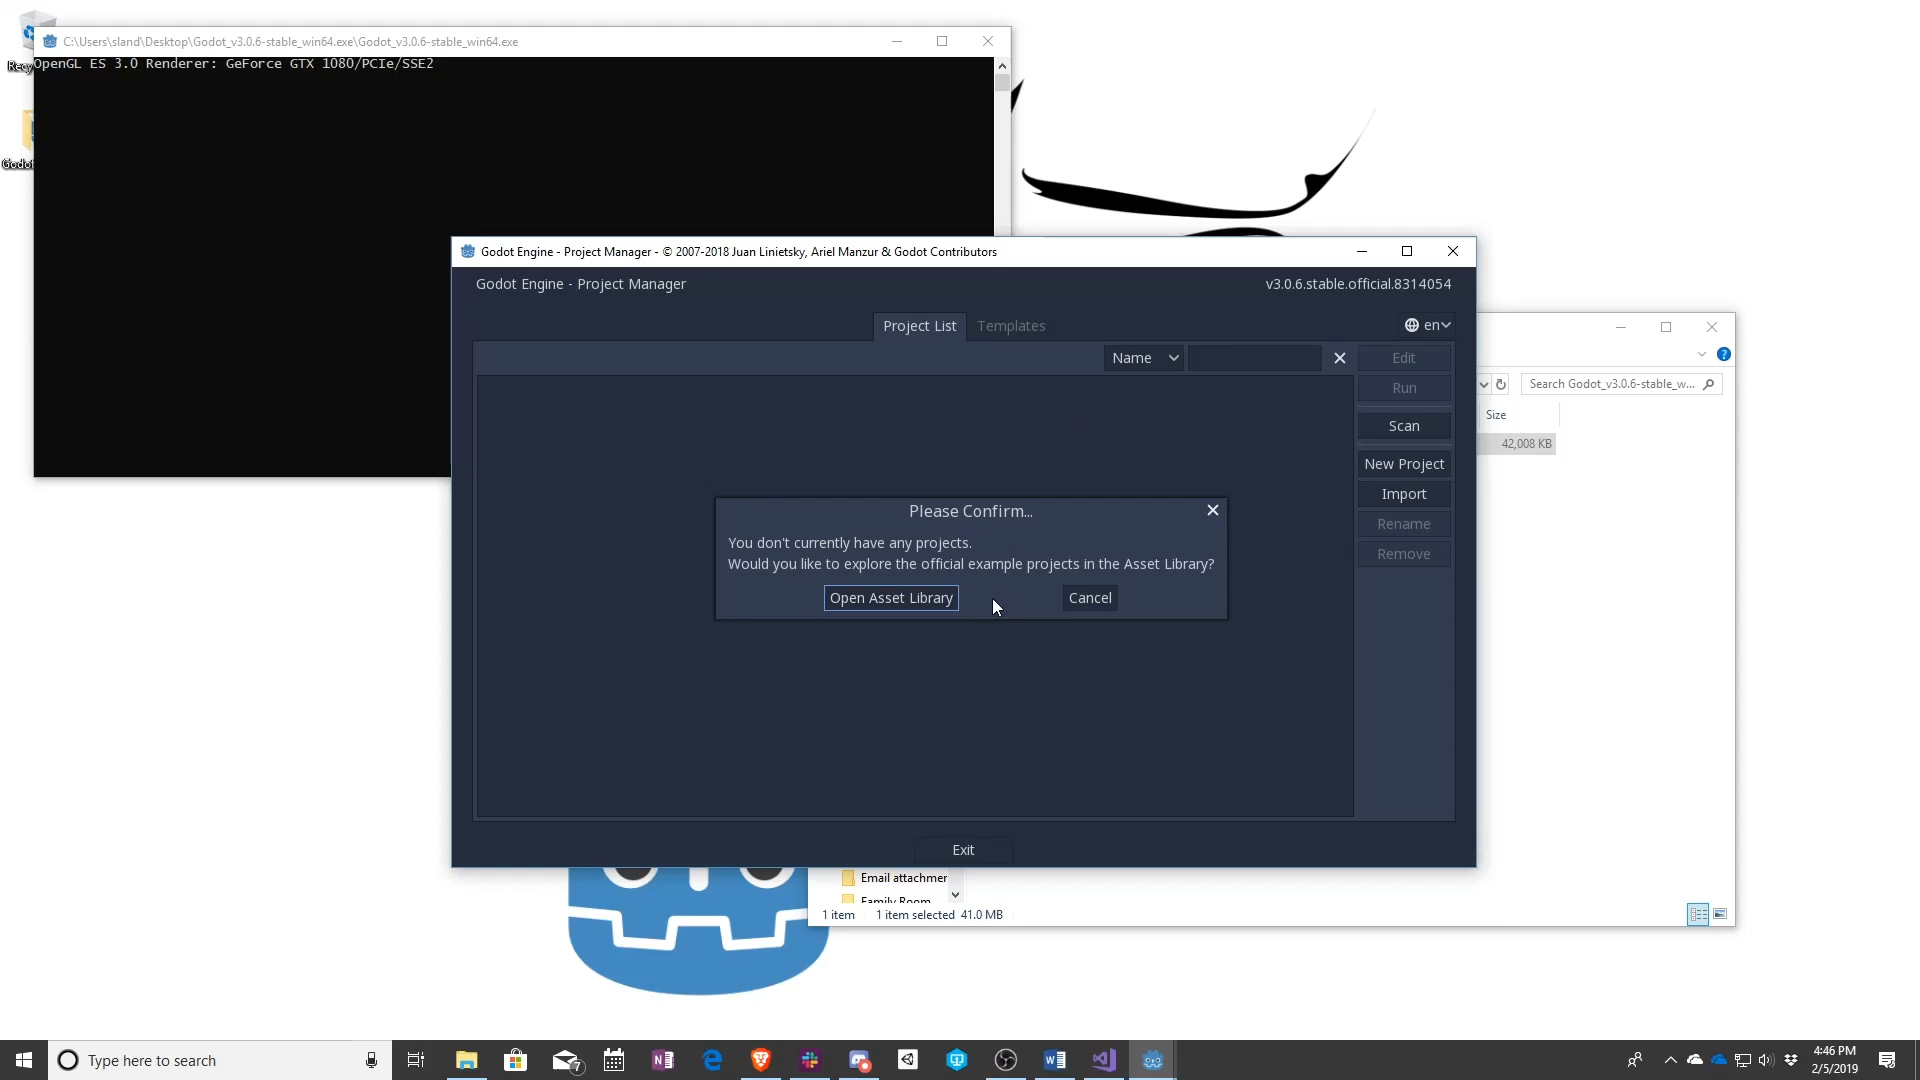 C:\Users\sland\Desktop\Godot_v3.0.6-stable_win64.exe\Godot_v3.0.6-stable_win64.exe
OpenGL ES 3.0 Renderer: GeForce GTX 1080/PCIe/SSE2
Recy
Godot
Godot Engine - Project Manager - © 2007-2018 Juan Linietsky, Ariel Manzur & Godot Contributors
Godot Engine - Project Manager
v3.0.6.stable.official.8314054
Project List
Templates
en
Name
Edit
Run
Scan
New Project
Import
Rename
Remove
Search Godot_v3.0.6-stable_w...
Size
42,008 KB
Please Confirm...
You don't currently have any projects.
Would you like to explore the official example projects in the Asset Library?
Open Asset Library
Cancel
Exit
Email attachmer
Family Room
1 item
1 item selected 41.0 MB
Type here to search
7
4:46 PM
2/5/2019